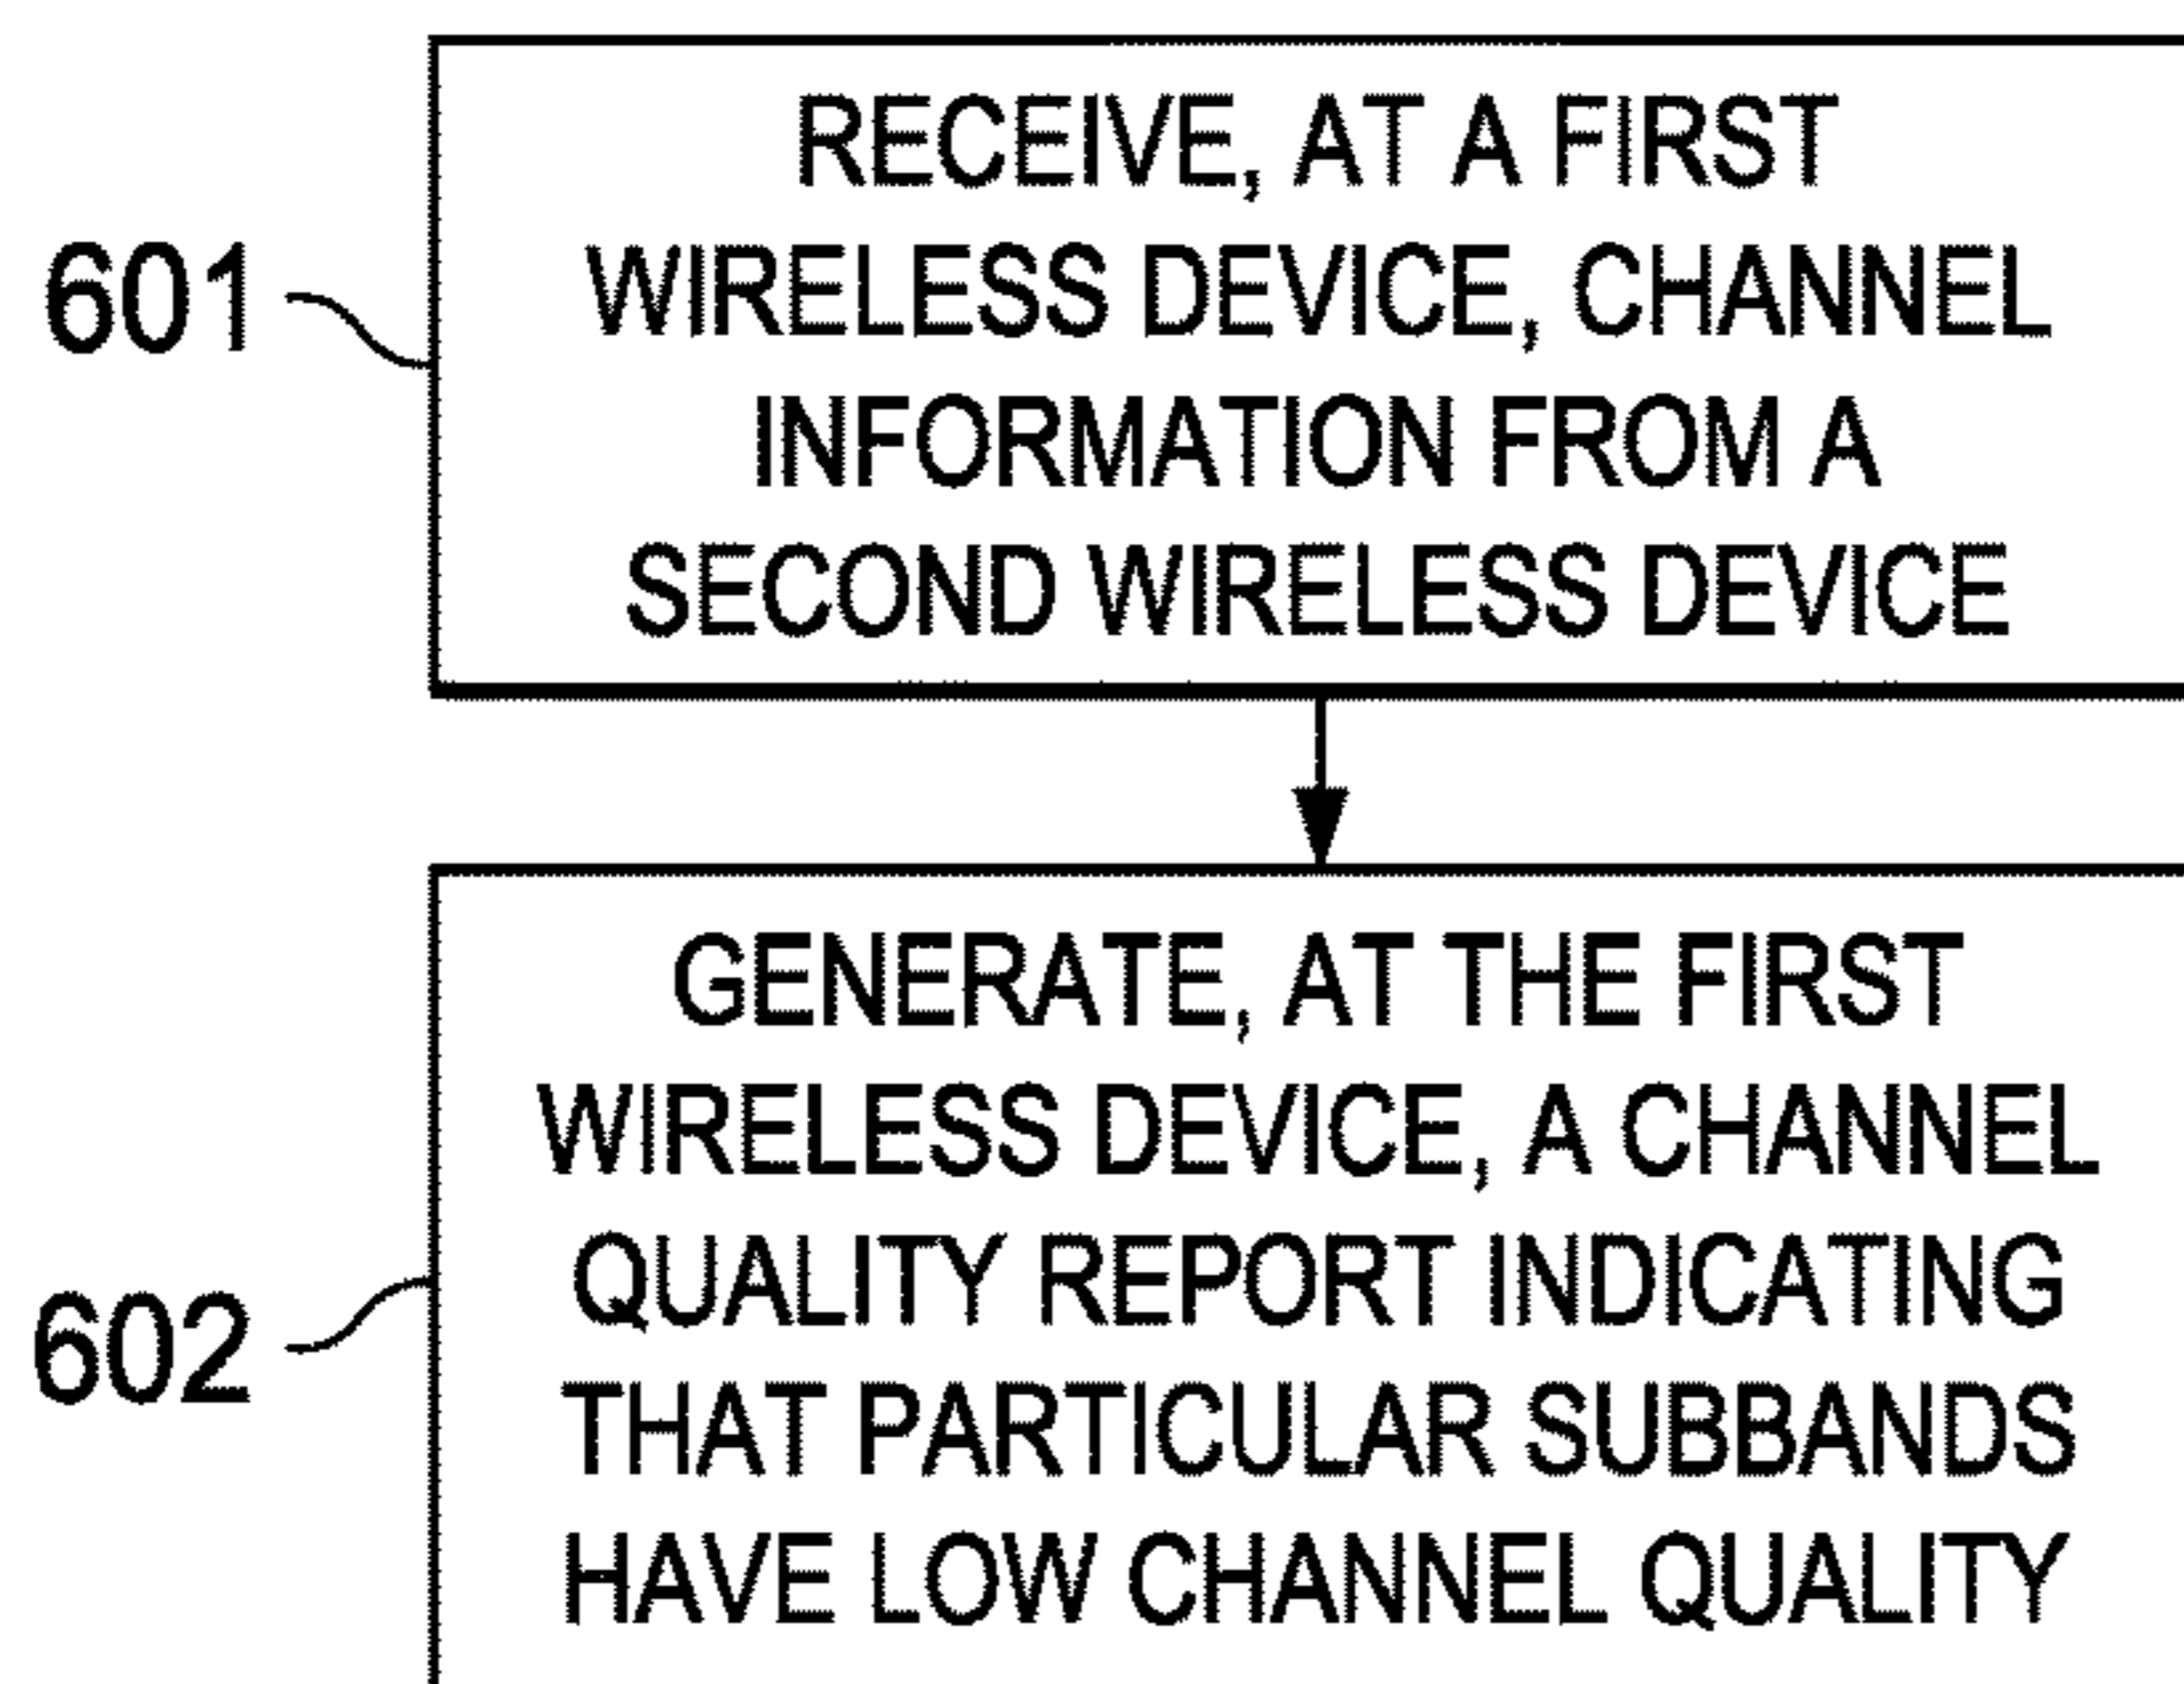 601
RECEIVE, AT A FIRST
WIRELESS DEVICE, CHANNEL
INFORMATION FROM A
SECOND WIRELESS DEVICE
602
GENERATE, AT THE FIRST
WIRELESS DEVICE, A CHANNEL
QUALITY REPORT INDICATING
THAT PARTICULAR SUBBANDS
HAVE LOW CHANNEL QUALITY